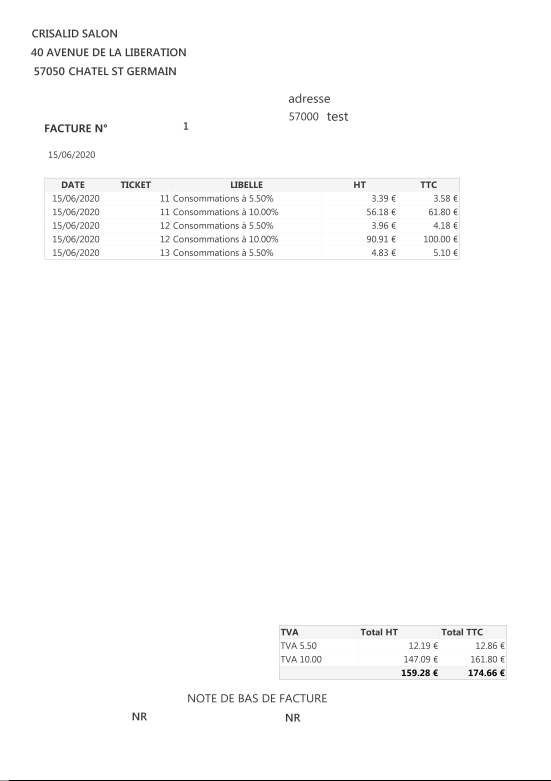 CRISALID SALON
40 AVENUE DE LA LIBERATION
57050 CHATEL ST GERMAIN
adresse
57000 test
FACTURE N° 1
15/06/2020
DATE TICKET LIBELLE HT TTC
15/06/2020 11 Consommations à 5.50% 3.39 € 3.58 €
15/06/2020 11 Consommations à 10.00% 56.18 € 61.80 €
15/06/2020 12 Consommations à 5.50% 3.96 € 4.18 €
15/06/2020 12 Consommations à 10.00% 90.91 € 100.00 €
15/06/2020 13 Consommations à 5.50% 4.83 € 5.10 €
TVA Total HT Total TTC
TVA 5.50 12.19 € 12.86 €
TVA 10.00 147.09 € 161.80 €
159.28 € 174.66 €
NOTE DE BAS DE FACTURE
NR NR